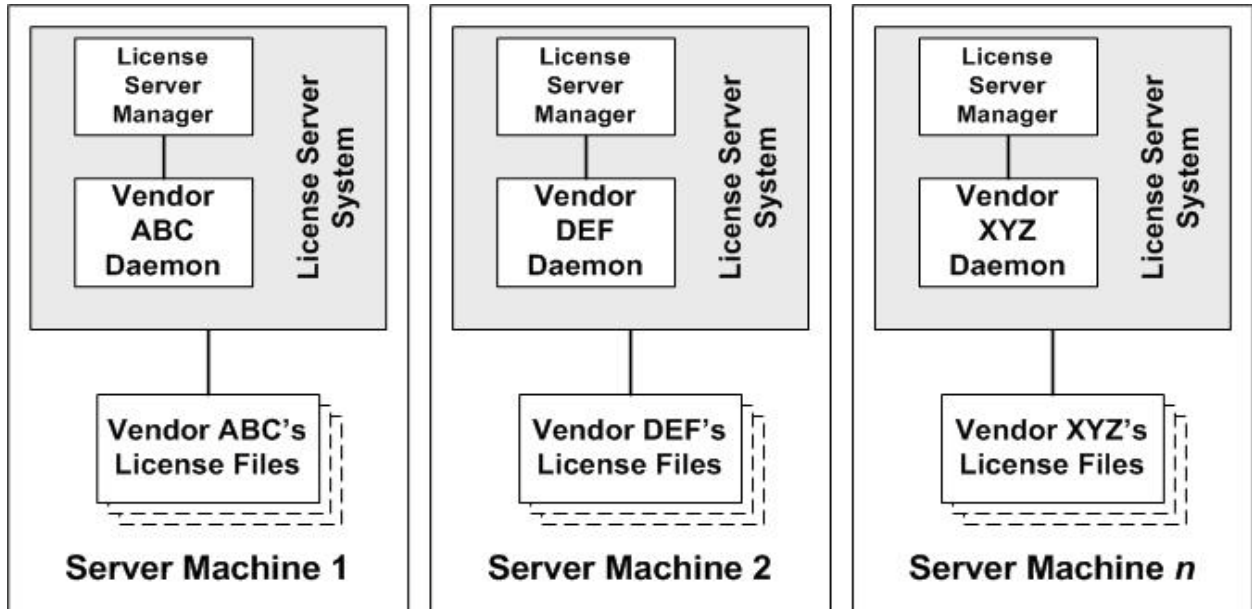 License
Server
Manager
Vendor
ABC
Daemon
License Server
System
Vendor ABC's
License Files
Server Machine 1
License
Server
Manager
Vendor
DEF
Daemon
License Server
System
Vendor DEF's
License Files
Server Machine 2
License
Server
Manager
Vendor
XYZ
Daemon
License Server
System
Vendor XYZ's
License Files
Server Machine n